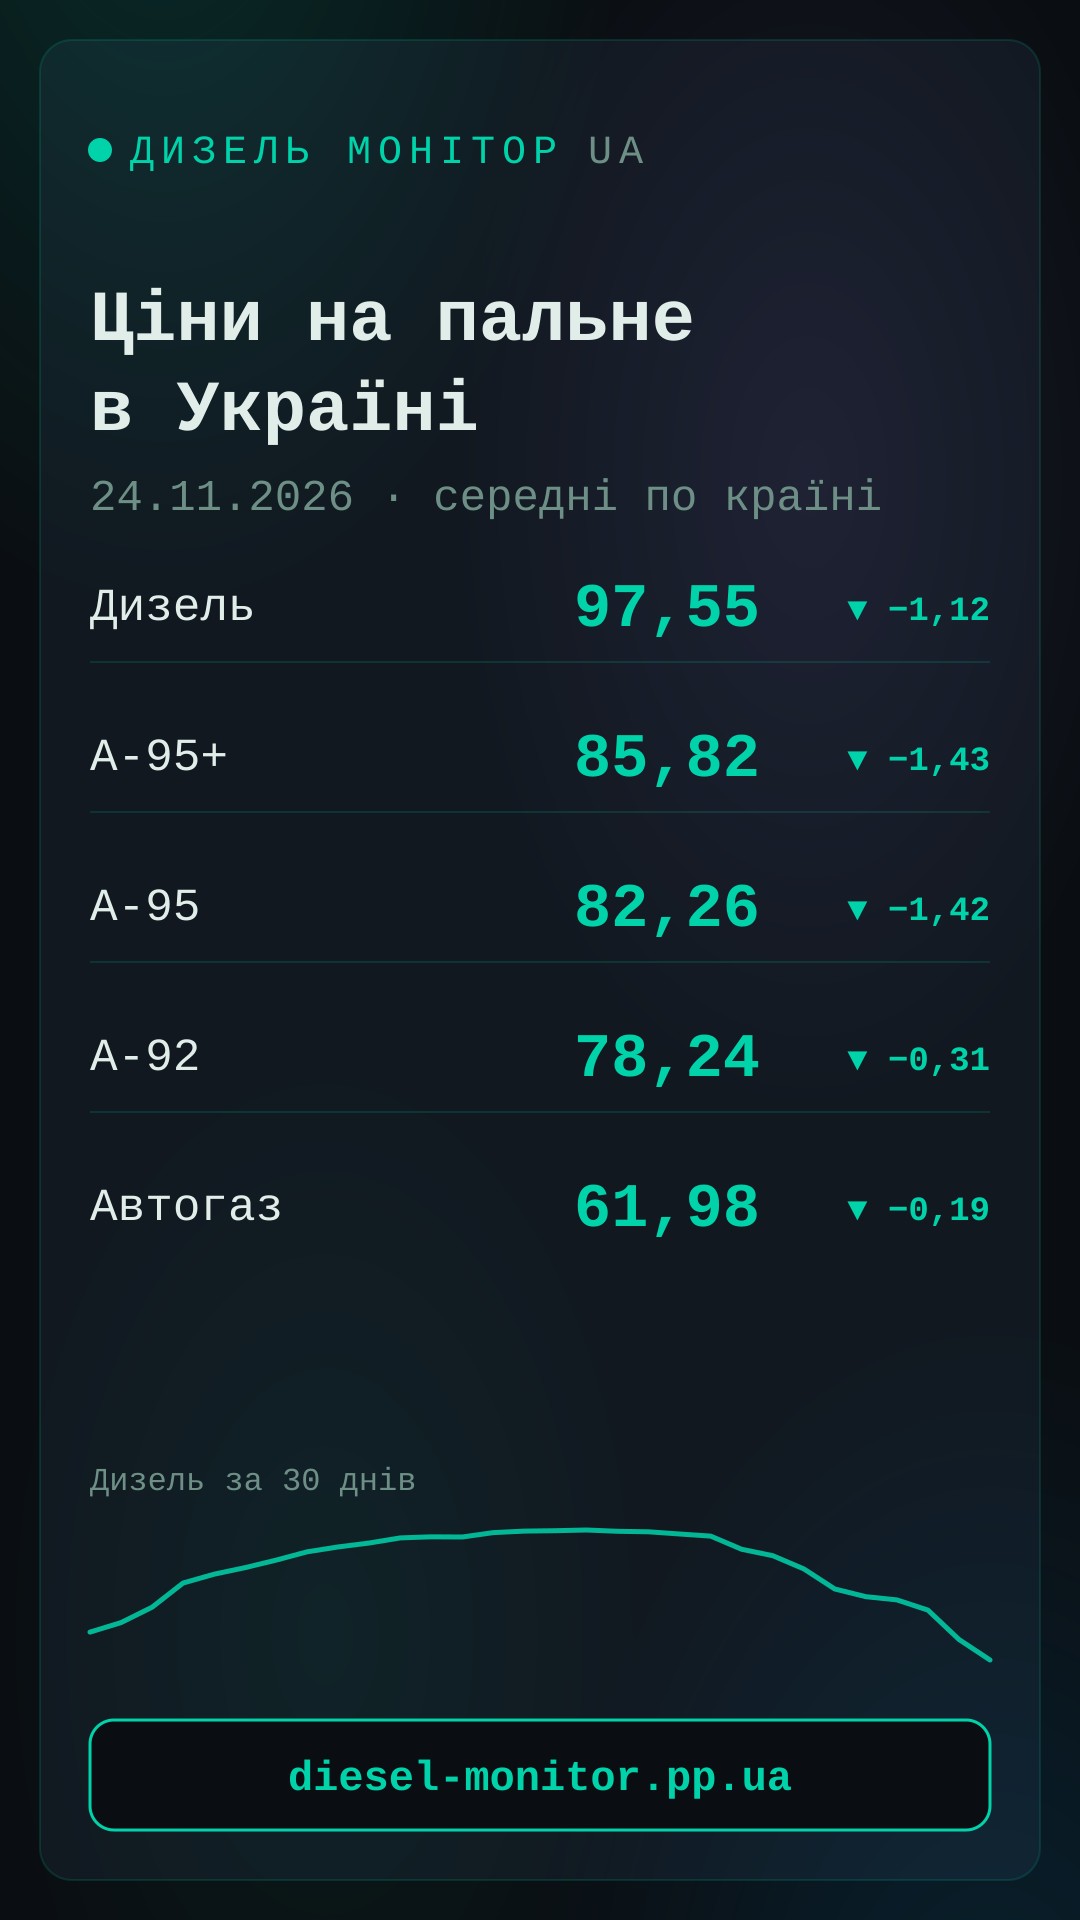 ДИЗЕЛЬ МОНІТОР UA
Ціни на пальне
в Україні
24.11.2026 · середні по країні
Дизель 97,55 ▼ −1,12
А-95+ 85,82 ▼ −1,43
А-95 82,26 ▼ −1,42
А-92 78,24 ▼ −0,31
Автогаз 61,98 ▼ −0,19
Дизель за 30 днів
diesel-monitor.pp.ua